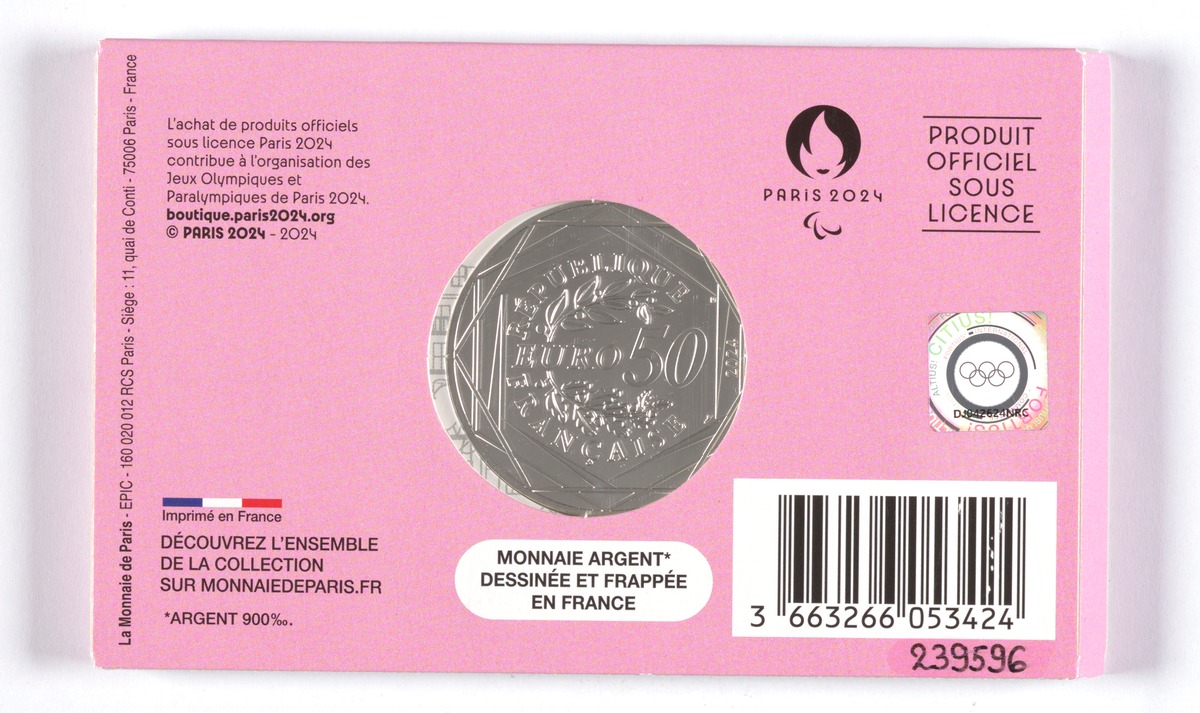 La Monnaie de Paris - EPIC - 160 020 012 RCS Paris - Siège : 11, quai de Conti - 75006 Paris - France
L'achat de produits officiels
sous licence Paris 2024
contribue à l'organisation des
Jeux Olympiques et
Paralympiques de Paris 2024.
boutique.paris2024.org
© PARIS 2024 - 2024
PARIS 2024
PRODUIT
OFFICIEL
SOUS
LICENCE
RÉPUBLIQUE
EURO 50
2024
FRANÇAISE
CITIUS!
ALTIUS!
DJ042624NRC
FORTIUS!
Imprimé en France
DÉCOUVREZ L'ENSEMBLE
DE LA COLLECTION
SUR MONNAIEDEPARIS.FR
*ARGENT 900‰.
MONNAIE ARGENT*
DESSINÉE ET FRAPPÉE
EN FRANCE
3 663266 053424
239596